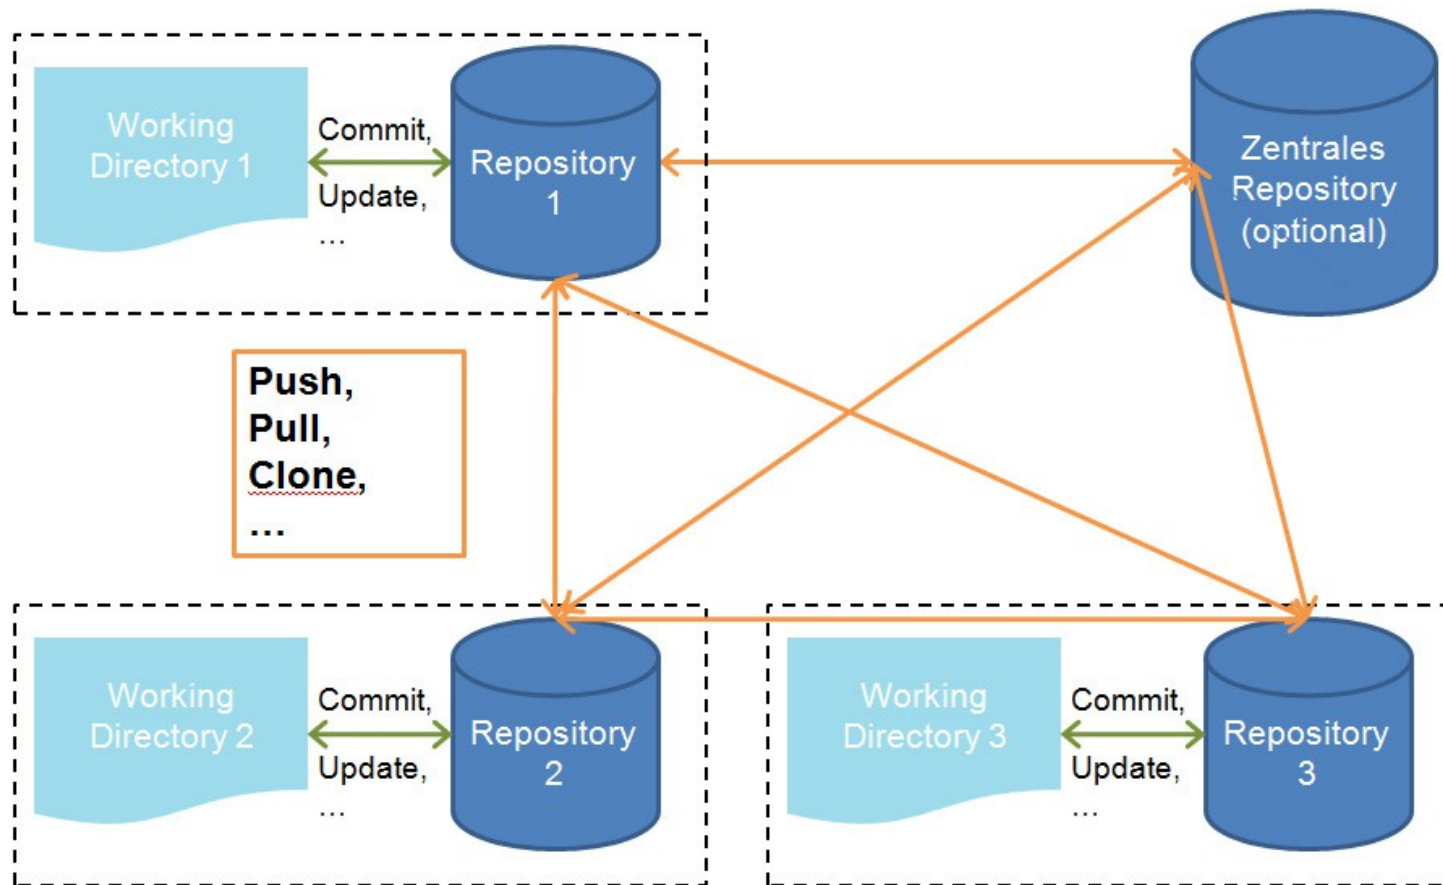 Working
Directory 1
Commit,
Update,
...
Repository
1
Zentrales
Repository
(optional)
Push,
Pull,
Clone,
...
Working
Directory 2
Commit,
Update,
...
Repository
2
Working
Directory 3
Commit,
Update,
...
Repository
3